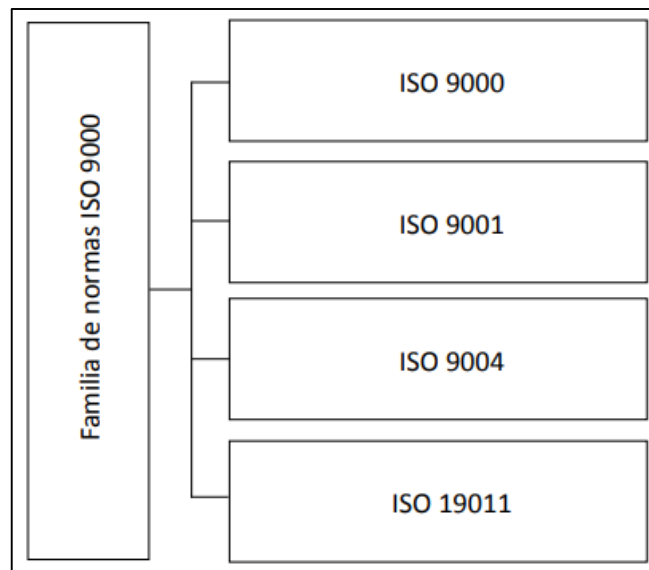 Familia de normas ISO 9000
ISO 9000
ISO 9001
ISO 9004
ISO 19011